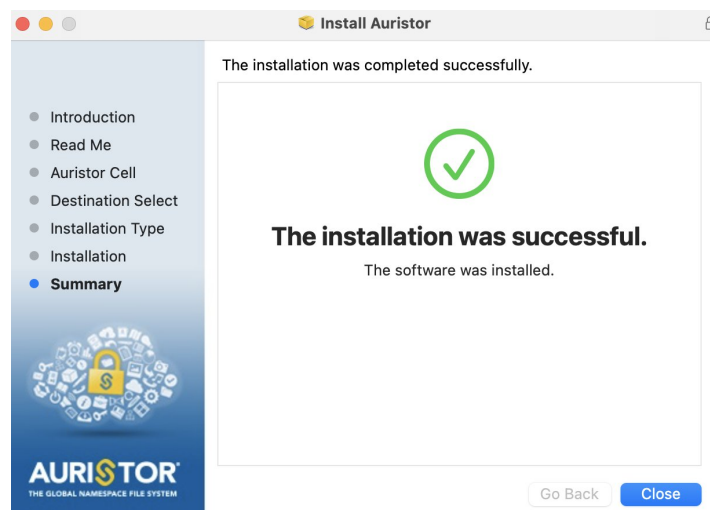 Install Auristor
The installation was completed successfully.
Introduction
Read Me
Auristor Cell
Destination Select
Installation Type
Installation
Summary
The installation was successful.
The software was installed.
AURISTOR
THE GLOBAL NAMESPACE FILE SYSTEM
Go Back
Close